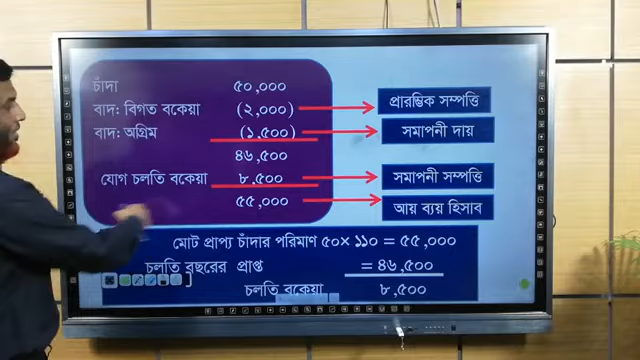 চাঁদা ৫০,০০০
বাদ: বিগত বকেয়া (২,০০০) প্রারম্ভিক সম্পত্তি
বাদ: অগ্রিম (১,৫০০) সমাপনী দায়
৪৬,৫০০
যোগ চলতি বকেয়া ৮,৫০০ সমাপনী সম্পত্তি
৫৫,০০০ আয় ব্যয় হিসাব
মোট প্রাপ্য চাঁদার পরিমাণ ৫০× ১১০ = ৫৫,০০০
চলতি বছরের প্রাপ্ত = ৪৬,৫০০
চলতি বকেয়া ৮,৫০০